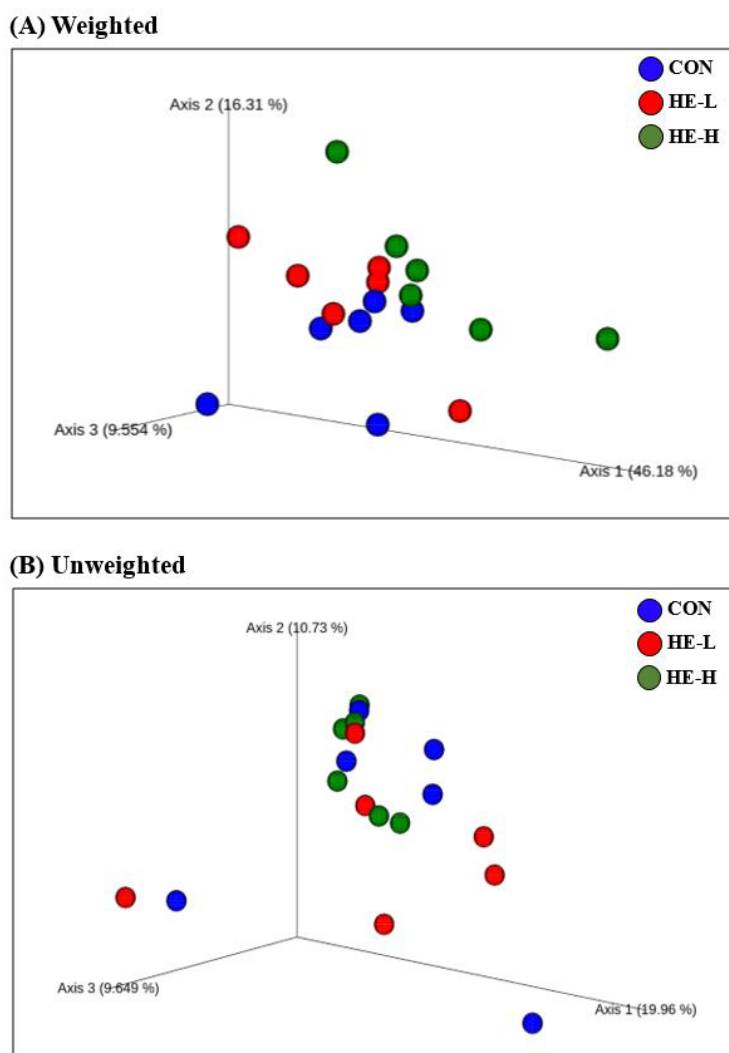 (A) Weighted
CON
Axis 2 (16.31 %)
HE-L
HE-H
Axis 3 (9.554 %)
Axis 1 (46.18 %)
(B) Unweighted
CON
Axis 2 (10.73 %)
HE-L
HE-H
Axis 3 (9.649 %)
Axis 1 (19.96 %)